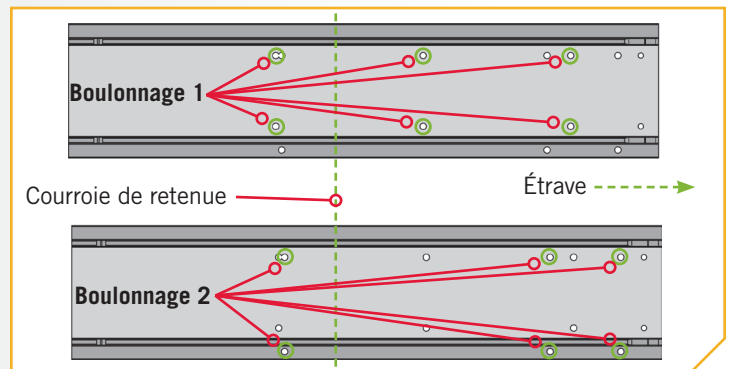 Boulonnage 1
Courroie de retenue
Étrave
Boulonnage 2